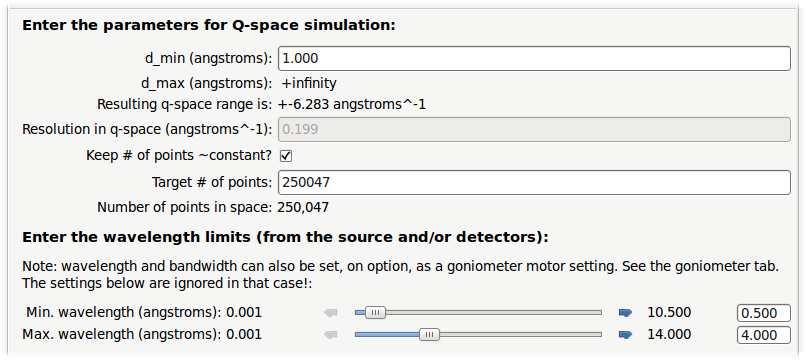 Enter the parameters for Q-space simulation:
d_min (angstroms): 1.000
d_max (angstroms): +infinity
Resulting q-space range is: +-6.283 angstroms^-1
Resolution in q-space (angstroms^-1): 0.199
Keep # of points ~constant?
Target # of points: 250047
Number of points in space: 250,047
Enter the wavelength limits (from the source and/or detectors):
Note: wavelength and bandwidth can also be set, on option, as a goniometer motor setting. See the goniometer tab.
The settings below are ignored in that case!:
Min. wavelength (angstroms): 0.001 10.500 0.500
Max. wavelength (angstroms): 0.001 14.000 4.000